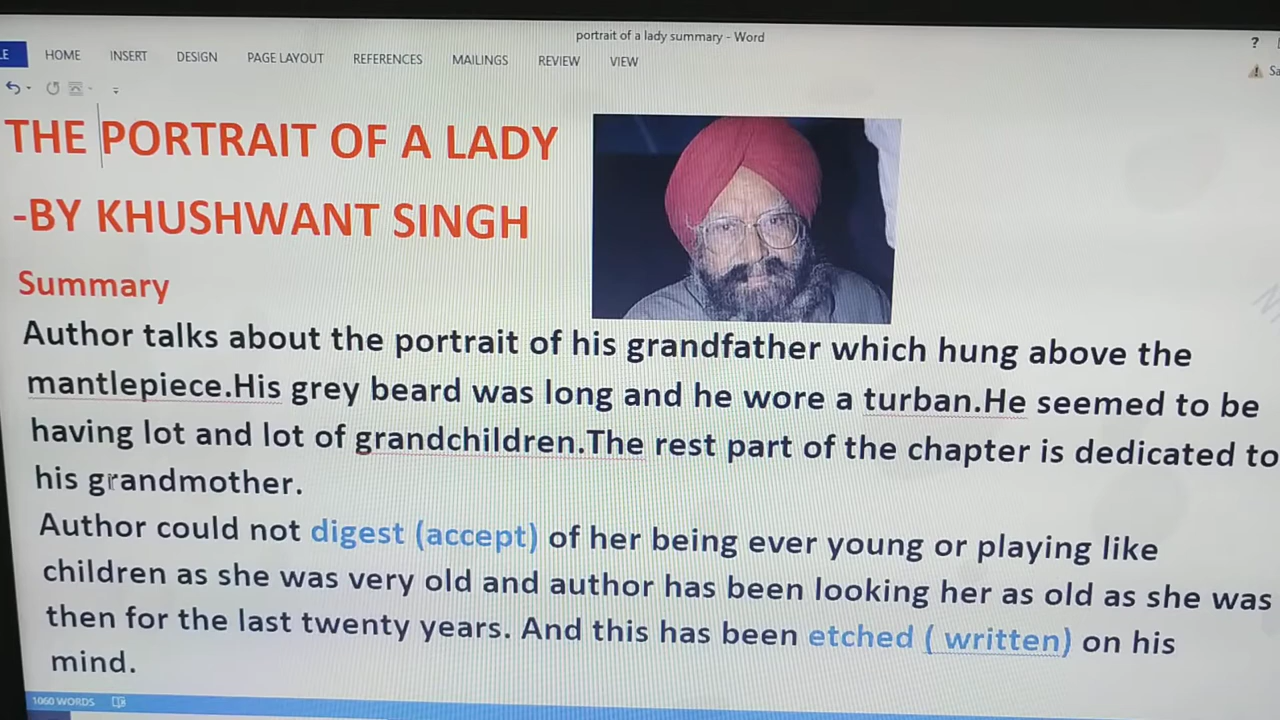 portrait of a lady summary - Word
?
HOME INSERT DESIGN PAGE LAYOUT REFERENCES MAILINGS REVIEW VIEW
THE PORTRAIT OF A LADY
-BY KHUSHWANT SINGH
Summary
Author talks about the portrait of his grandfather which hung above the
mantlepiece.His grey beard was long and he wore a turban.He seemed to be
having lot and lot of grandchildren.The rest part of the chapter is dedicated to
his grandmother.
Author could not digest (accept) of her being ever young or playing like
children as she was very old and author has been looking her as old as she was
then for the last twenty years. And this has been etched ( written) on his
mind.
1060 WORDS